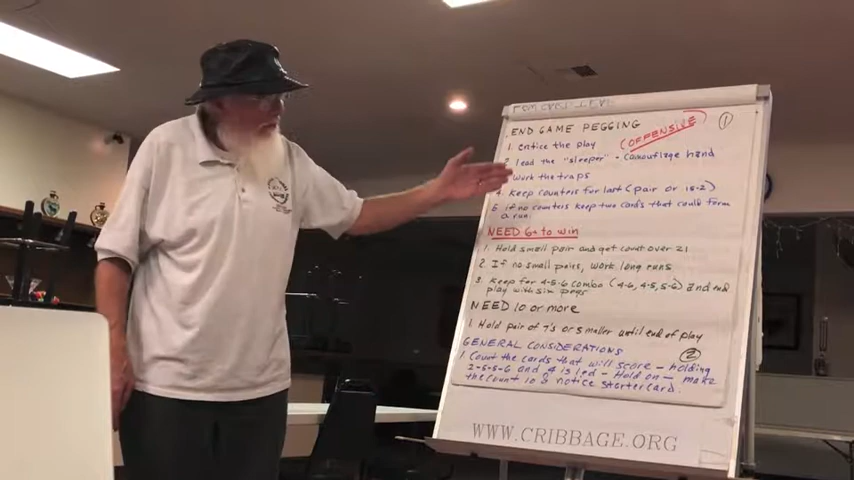 END GAME PEGGING (OFFENSIVE) ①
1. entice the play
2. lead the "sleeper" - camouflage hand
3. work the traps
4. Keep counters for last (pair or 15-2)
5. if no counters keep two cards that could form
a run.
NEED 6+ to win
1. Hold small pair and get count over 21
2. If no small pairs, work long runs
3. Keep for 4-5-6 combo (4-6, 4-5, 5-6) 2nd end
play with six pegs
NEED 10 or more
1. Hold pair of 7's or smaller until end of play
GENERAL CONSIDERATIONS ②
1. Count the cards that will score - holding
2-5-5-6 and 4 is led - Hold on - make
the count 10 & notice starter card.
WWW.CRIBBAGE.ORG